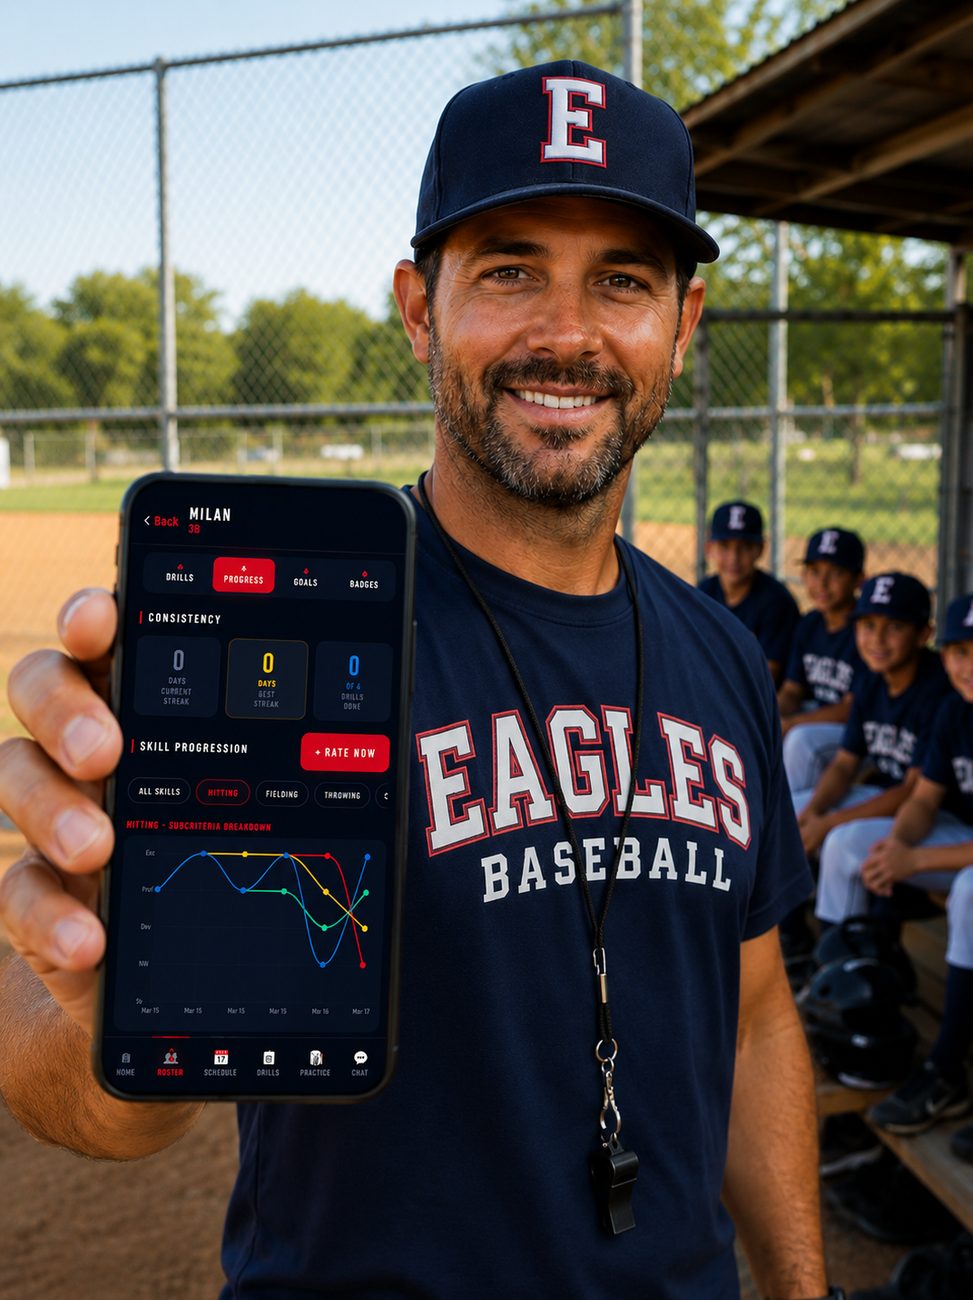 E
< Back
MILAN
3B
DRILLS
PROGRESS
GOALS
BADGES
CONSISTENCY
0
DAYS
CURRENT
STREAK
0
DAYS
BEST
STREAK
0
OF 6
DRILLS
DONE
SKILL PROGRESSION
+ RATE NOW
ALL SKILLS
HITTING
FIELDING
THROWING
HITTING - SUBCRITERIA BREAKDOWN
Exc
Prof
Dev
NW
Mar 15
Mar 15
Mar 15
Mar 15
Mar 16
Mar 17
HOME
ROSTER
17
SCHEDULE
DRILLS
PRACTICE
CHAT
EAGLES
BASEBALL
E
E
E
EAGLES
EAGLES